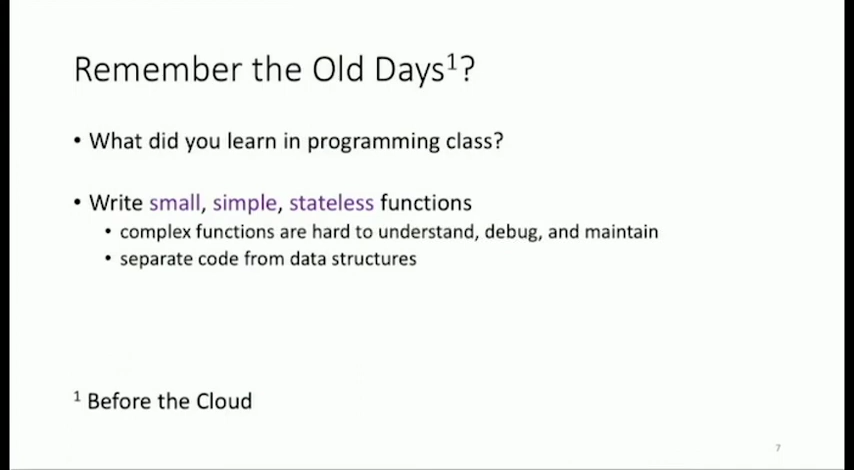 Remember the Old Days¹?
• What did you learn in programming class?
• Write small, simple, stateless functions
• complex functions are hard to understand, debug, and maintain
• separate code from data structures
¹ Before the Cloud
7